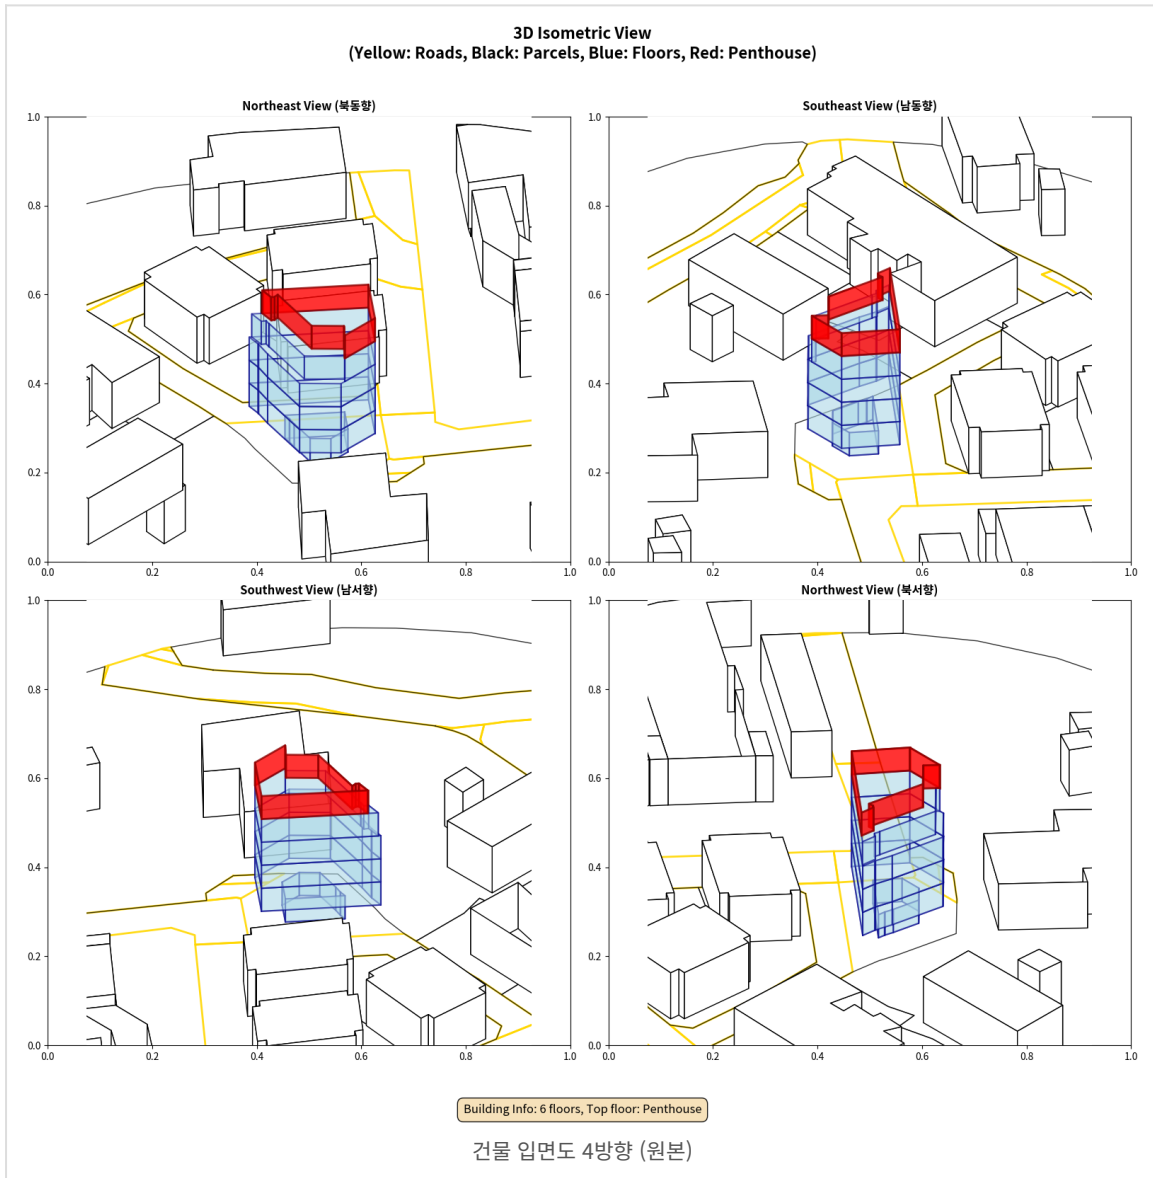 3D Isometric View
(Yellow: Roads, Black: Parcels, Blue: Floors, Red: Penthouse)
Northeast View (북동향)
Southeast View (남동향)
1.0
0.8
0.6
0.4
0.2
0.0
0.0 0.2 0.4 0.6 0.8 1.0
1.0
0.8
0.6
0.4
0.2
0.0
0.0 0.2 0.4 0.6 0.8 1.0
Southwest View (남서향)
Northwest View (북서향)
1.0
0.8
0.6
0.4
0.2
0.0
0.0 0.2 0.4 0.6 0.8 1.0
1.0
0.8
0.6
0.4
0.2
0.0
0.0 0.2 0.4 0.6 0.8 1.0
Building Info: 6 floors, Top floor: Penthouse
건물 입면도 4방향 (원본)